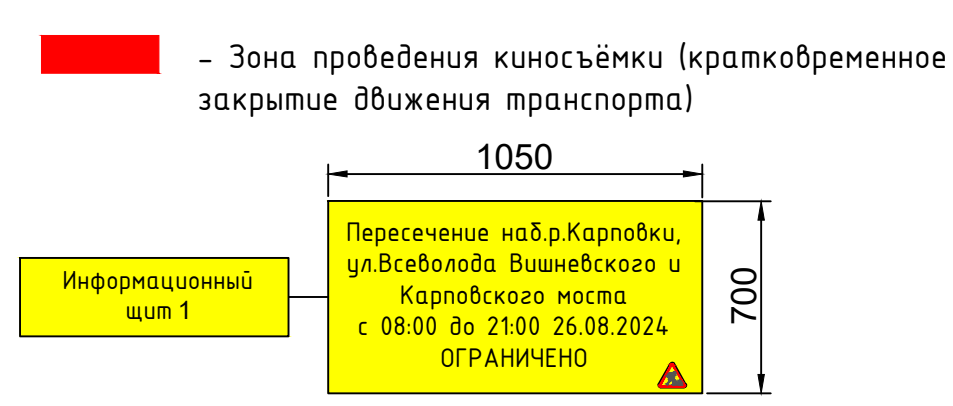 - Зона проведения киносъёмки (кратковременное
закрытие движения транспорта)
1050
Пересечение наб.р.Карповки,
ул.Всеволода Вишневского и
Карповского моста
с 08:00 до 21:00 26.08.2024
ОГРАНИЧЕНО
Информационный
щит 1
700